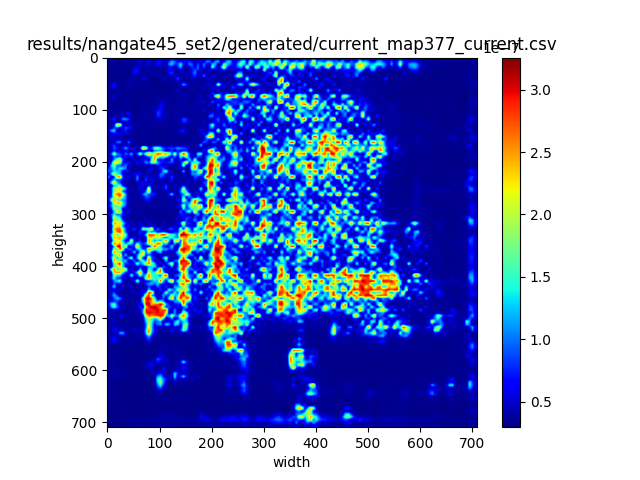 results/nangate45_set2/generated/current_map377_current.csv
1e−7
0
100
200
300
400
500
600
700
height
0 100 200 300 400 500 600 700
width
3.0
2.5
2.0
1.5
1.0
0.5